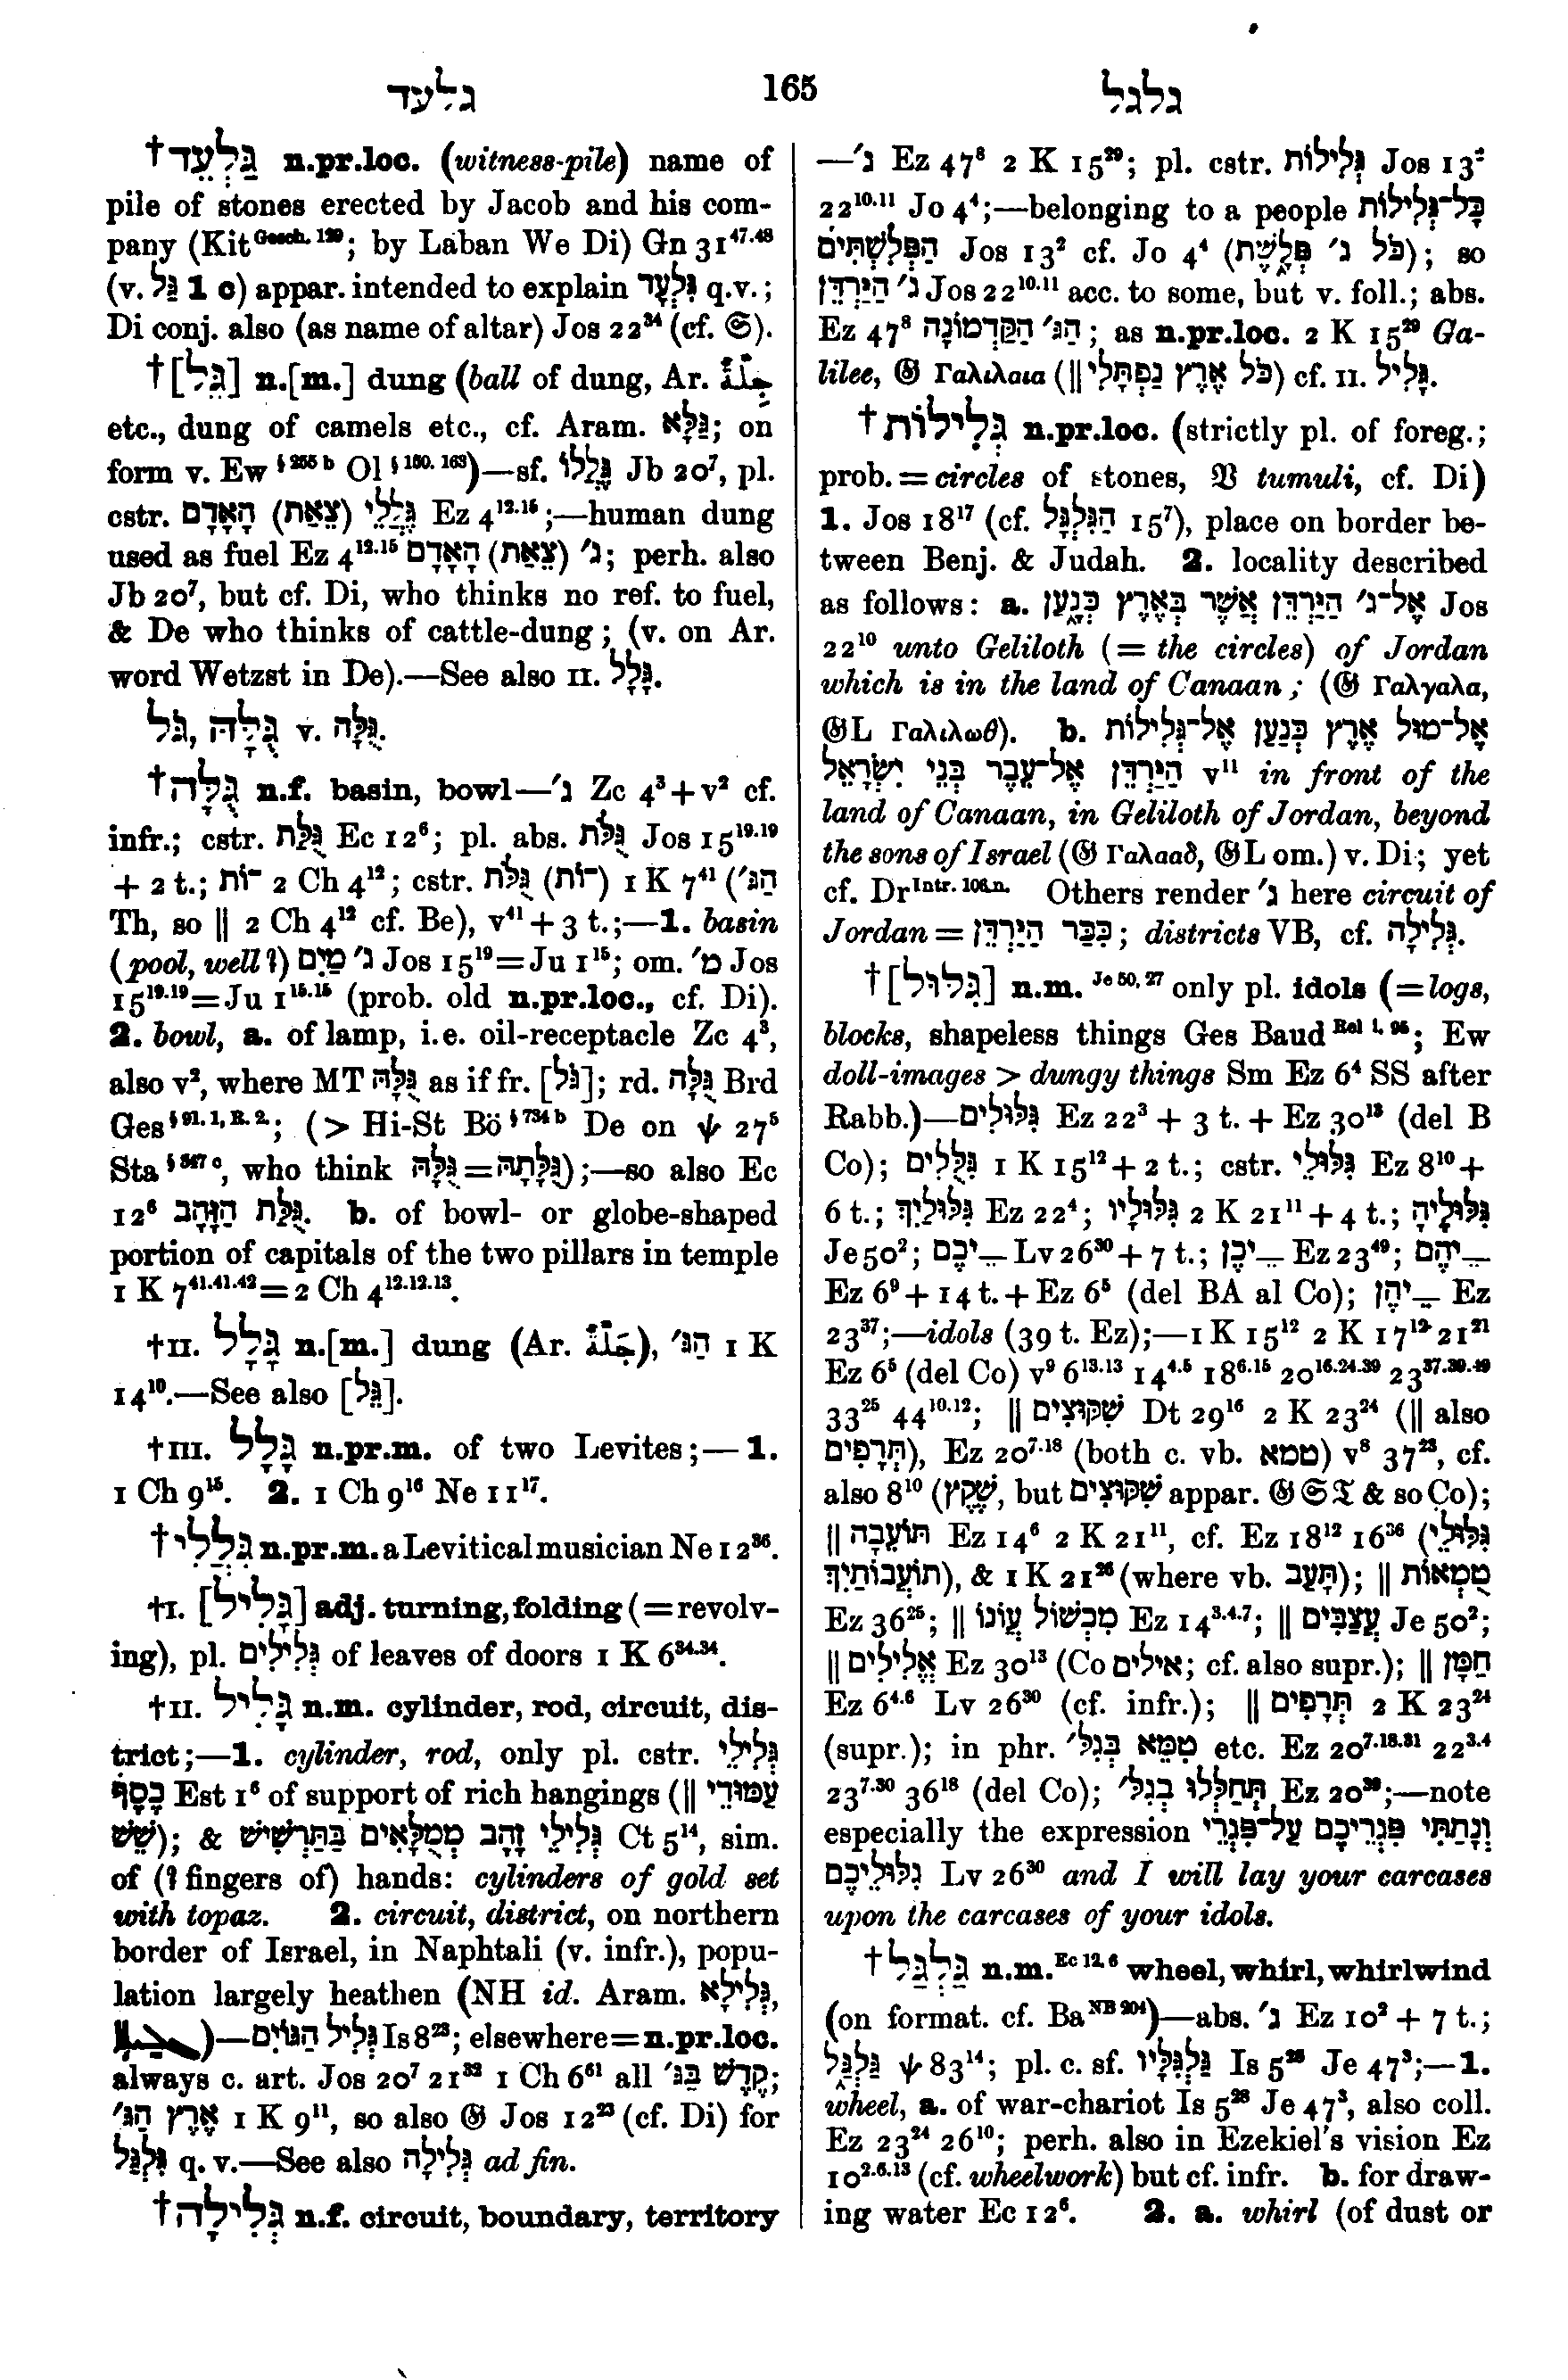 גלעד 165 גלגל
†גַּלְעֵד n.pr.loc. (witness-pile) name of
pile of stones erected by Jacob and his com-
pany (Kit Gesch. 129; by Laban We Di) Gn 31 47.48
(v. גַּל 1 c) appar. intended to explain גִּלְעָד q.v.;
Di conj. also (as name of altar) Jos 22 34 (cf. 𝔖).
†[גֵּל] n.[m.] dung (ball of dung, Ar. جِلَّةٌ
etc., dung of camels etc., cf. Aram. גְּלָּא; on
form v. Ew § 255 b Ol § 150. 163)—sf. גֶּלֲלוֹ Jb 20 7, pl.
cstr. גֶּלֲלֵי (צֵאַת) הָאָדָם Ez 4 12.15;—human dung
used as fuel Ez 4 12.15 ג׳ (צֵאַת) הָאָדָם; perh. also
Jb 20 7, but cf. Di, who thinks no ref. to fuel,
& De who thinks of cattle-dung; (v. on Ar.
word Wetzst in De).—See also II. גָּלָל.
גֹּל, גֻּלָּהּ v. גֻּלָּה.
†גֻּלָּה n.f. basin, bowl—ג׳ Zc 4 3 + v 2 cf.
infr.; cstr. גֻּלַּת Ec 12 6; pl. abs. גֻּלֹּת Jos 15 19.19
+ 2 t.; ־וֹת 2 Ch 4 12; cstr. גֻּלֹּת (־וֹת) 1 K 7 41 (הַגּ׳
Th, so ‖ 2 Ch 4 12 cf. Be), v 41 + 3 t.;—1. basin
(pool, well?) ג׳ מַיִם Jos 15 19 = Ju 1 15; om. מ׳ Jos
15 19.19 = Ju 1 15.15 (prob. old n.pr.loc., cf. Di).
2. bowl, a. of lamp, i.e. oil-receptacle Zc 4 3,
also v 2, where MT גֻּלָּהּ as if fr. [גֹּל]; rd. גֻּלָּה Brd
Ges § 91. 1, R. 2.; (> Hi-St Bö § 734 b De on ψ 27 5
Sta § 347 c, who think גֻּלָּהּ=גֻּלָּתָהּ);—so also Ec
12 6 גֻּלַּת הַזָּהָב. b. of bowl- or globe-shaped
portion of capitals of the two pillars in temple
1 K 7 41.41.42 = 2 Ch 4 12.12.13.
†II. גָּלָל n.[m.] dung (Ar. جِلَّةٌ), הַגּ׳ 1 K
14 10.—See also [גֵּל].
†III. גָּלָל n.pr.m. of two Levites;—1.
1 Ch 9 15. 2. 1 Ch 9 16 Ne 11 17.
†גִּלֲלַי n.pr.m. a Levitical musician Ne 12 36.
†I. [גָּלִיל] adj. turning, folding (=revolv-
ing), pl. גְּלִילִים of leaves of doors 1 K 6 34.34.
†II. גָּלִיל n.m. cylinder, rod, circuit, dis-
trict;—1. cylinder, rod, only pl. cstr. גְּלִילֵי
כֶּסֶף Est 1 6 of support of rich hangings (‖ עַמּוּדֵי
שֵׁשׁ); & גְּלִילֵי זָהָב מְמֻלָּאִים בַּתַּרְשִׁישׁ Ct 5 14, sim.
of (? fingers of) hands: cylinders of gold set
with topaz. 2. circuit, district, on northern
border of Israel, in Naphtali (v. infr.), popu-
lation largely heathen (NH id. Aram. גְּלִילָא,
)—גְּלִיל הַגּוֹיִם Is 8 23; elsewhere=n.pr.loc.
always c. art. Jos 20 7 21 32 1 Ch 6 61 all קֶדֶשׁ בַּגּ׳;
אֶרֶץ הַגּ׳ 1 K 9 11, so also 𝔊 Jos 12 23 (cf. Di) for
גִּלְגָּל q. v.—See also גְּלִילָה ad fin.
†גְּלִילָה n.f. circuit, boundary, territory
—ג׳ Ez 47 8 2 K 15 29; pl. cstr. גְּלִילוֹת Jos 13 2
22 10.11 Jo 4 4;—belonging to a people כָּל־גְּלִילוֹת
הַפְּלִשְׁתִּים Jos 13 2 cf. Jo 4 4 (כֹּל ג׳ פְּלָשֶׁת); so
ג׳ הַיַּרְדֵּן Jos 22 10.11 acc. to some, but v. foll.; abs.
Ez 47 8 הַגּ׳ הַקַּדְמוֹנָה; as n.pr.loc. 2 K 15 29 Ga-
lilee, 𝔊 Γαλιλαια (‖ כֹּל אֶרֶץ נַפְתָּלִי) cf. II. גָּלִיל.
†גְּלִילוֹת n.pr.loc. (strictly pl. of foreg.;
prob. = circles of stones, 𝔙 tumuli, cf. Di)
1. Jos 18 17 (cf. הַגִּלְגָּל 15 7), place on border be-
tween Benj. & Judah. 2. locality described
as follows: a. אֶל־ג׳ הַיַּרְדֵּן אֲשֶׁר בְּאֶרֶץ כְּנָעַן Jos
22 10 unto Geliloth (= the circles) of Jordan
which is in the land of Canaan; (𝔊 Γαλγαλα,
𝔊L Γαλιλωθ). b. אֶל־מוּל אֶרֶץ כְּנַעַן אֶל־גְּלִילוֹת
הַיַּרְדֵּן אֶל־עֵבֶר בְּנֵי יִשְׂרָאֵל v 11 in front of the
land of Canaan, in Geliloth of Jordan, beyond
the sons of Israel (𝔊 Γαλααδ, 𝔊L om.) v. Di; yet
cf. Dr Intr. 106.n. Others render ג׳ here circuit of
Jordan = כִּכַּר הַיַּרְדֵּן; districts VB, cf. גְּלִילָה.
†[גִּלּוּל] n.m. Je 50, 27 only pl. idols (=logs,
blocks, shapeless things Ges Baud Rel i. 95; Ew
doll-images > dungy things Sm Ez 6 4 SS after
Rabb.)—גִּלּוּלִים Ez 22 3 + 3 t. + Ez 30 13 (del B
Co); גִּלֻּלִים 1 K 15 12 + 2 t.; cstr. גִּלּוּלֵי Ez 8 10 +
6 t.; גִּלּוּלַיִךְ Ez 22 4; גִּלּוּלָיו 2 K 21 11 + 4 t.; גִּלּוּלֶיהָ
Je 50 2; ־ֵיכֶם Lv 26 30 + 7 t.; ־ֵיכֶן Ez 23 49; ־ֵיהֶם
Ez 6 9 + 14 t. + Ez 6 5 (del BA al Co); ־ֵיהֶן Ez
23 37;—idols (39 t. Ez);—1 K 15 12 2 K 17 12 21 21
Ez 6 5 (del Co) v 9 6 13.13 14 4.5 18 6.15 20 16.24.39 23 37.39.49
33 25 44 10.12; ‖ שִׁקּוּצִים Dt 29 16 2 K 23 24 (‖ also
תְּרָפִים), Ez 20 7.18 (both c. vb. טמא) v 8 37 23, cf.
also 8 10 (שֶׁקֶץ, but שִׁקּוּצִים appar. 𝔊 𝔖 𝔗 & so Co);
‖ תּוֹעֵבָה Ez 14 6 2 K 21 11, cf. Ez 18 12 16 36 (גִּלּוּלֵי
תוֹעֲבוֹתַיִךְ), & 1 K 21 26 (where vb. תָּעַב); ‖ טֻמְאוֹת
Ez 36 25; ‖ מִכְשׁוֹל עֲוֹנוֹ Ez 14 3.4.7; ‖ עֲצַבִּים Je 50 2;
‖ אֱלִילִים Ez 30 13 (Co אילים; cf. also supr.); ‖ חַמָּן
Ez 6 4.6 Lv 26 30 (cf. infr.); ‖ תְּרָפִים 2 K 23 24
(supr.); in phr. טִמֵּא בְּגִל׳ etc. Ez 20 7.18.31 22 3.4
23 7.30 36 18 (del Co); תְּחַלְּלוּ בְּגִל׳ Ez 20 39;—note
especially the expression וְנָתַתִּי פִגְרֵיכֶם עַל־פִּגְרֵי
גִלּוּלֵיכֶם Lv 26 30 and I will lay your carcases
upon the carcases of your idols.
†גַּלְגַּל n.m. Ec 12. 6 wheel, whirl, whirlwind
(on format. cf. Ba NB 204)—abs. ג׳ Ez 10 2 + 7 t.;
גַּלְגַּל ψ 83 14; pl. c. sf. גַּלְגִּלָּיו Is 5 28 Je 47 3;—1.
wheel, a. of war-chariot Is 5 28 Je 47 3, also coll.
Ez 23 24 26 10; perh. also in Ezekiel's vision Ez
10 2.6.13 (cf. wheelwork) but cf. infr. b. for draw-
ing water Ec 12 6. 2. a. whirl (of dust or